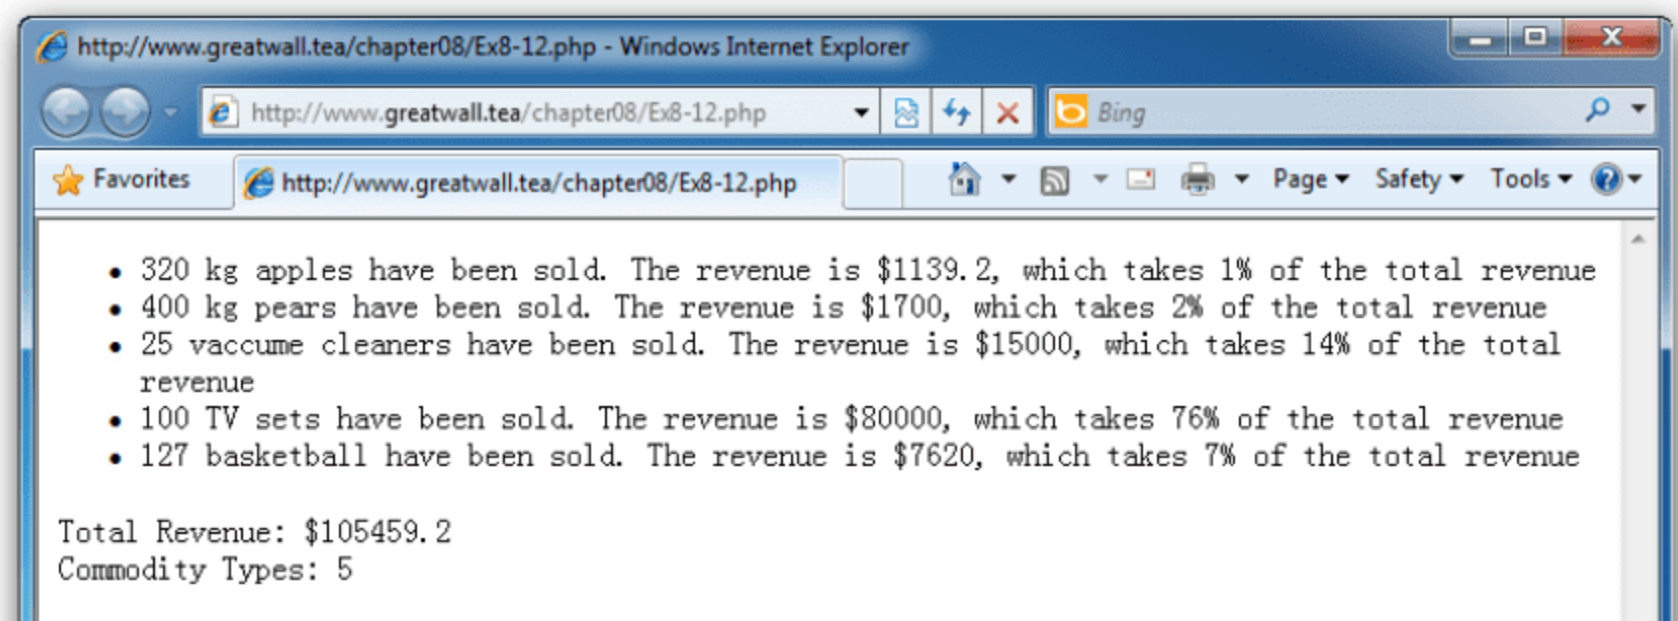 http://www.greatwall.tea/chapter08/Ex8-12.php - Windows Internet Explorer
http://www.greatwall.tea/chapter08/Ex8-12.php
Bing
Favorites
http://www.greatwall.tea/chapter08/Ex8-12.php
Page
Safety
Tools
• 320 kg apples have been sold. The revenue is $1139.2, which takes 1% of the total revenue
• 400 kg pears have been sold. The revenue is $1700, which takes 2% of the total revenue
• 25 vaccume cleaners have been sold. The revenue is $15000, which takes 14% of the total
revenue
• 100 TV sets have been sold. The revenue is $80000, which takes 76% of the total revenue
• 127 basketball have been sold. The revenue is $7620, which takes 7% of the total revenue
Total Revenue: $105459.2
Commodity Types: 5